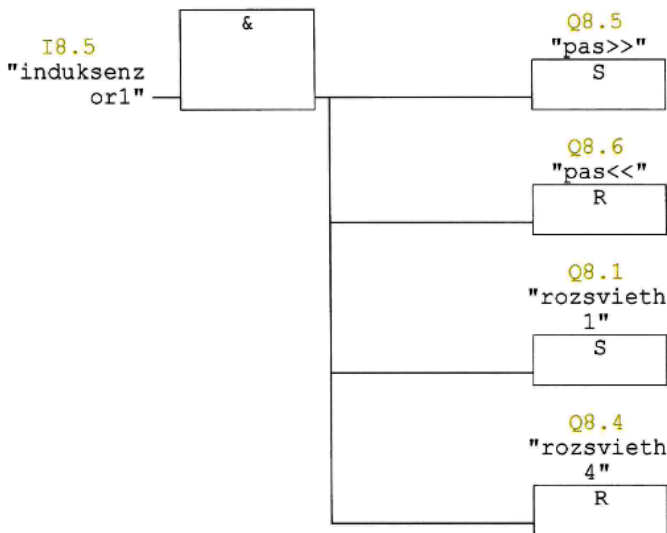 &
I8.5
"induksenz
or1"
Q8.5
"pas>>"
S
Q8.6
"pas<<"
R
Q8.1
"rozsvieth
1"
S
Q8.4
"rozsvieth
4"
R